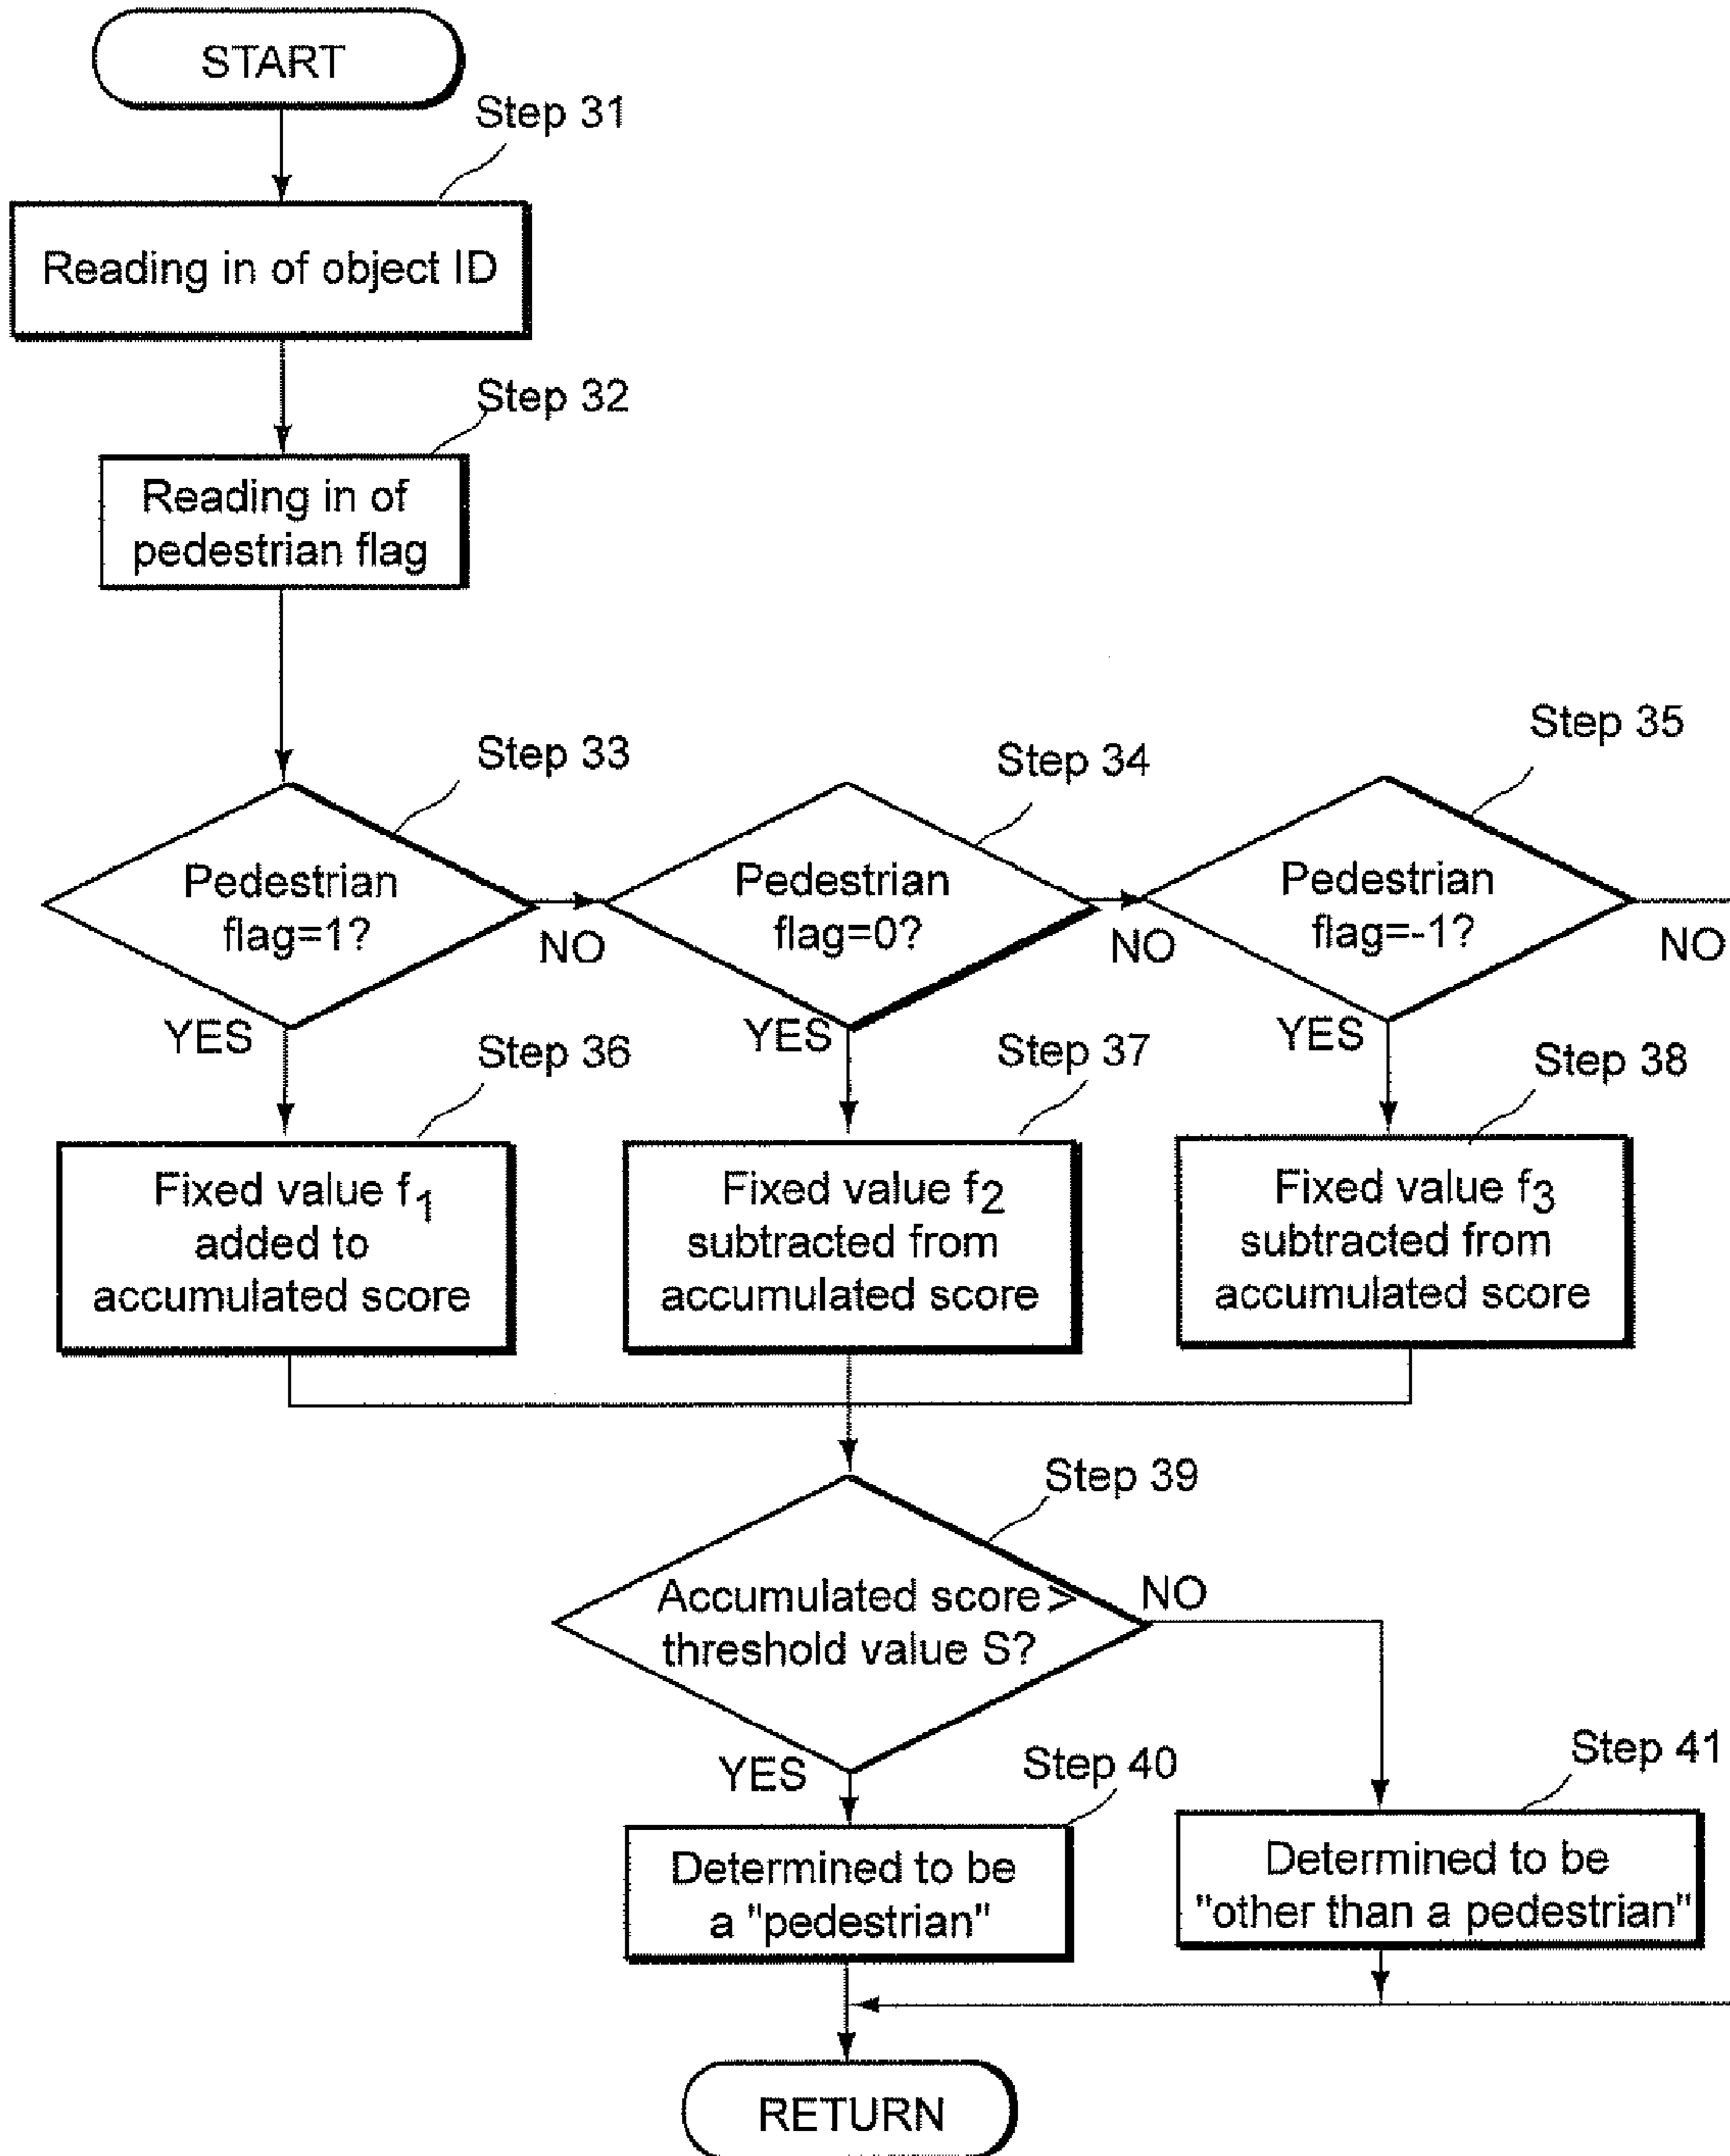 START
Step 31
Reading in of object ID
Step 32
Reading in of
pedestrian flag
Step 33
Pedestrian
flag=1?
NO
YES
Step 34
Pedestrian
flag=0?
NO
YES
Step 35
Pedestrian
flag=-1?
NO
YES
Step 36
Fixed value f₁
added to
accumulated score
Step 37
Fixed value f₂
subtracted from
accumulated score
Step 38
Fixed value f₃
subtracted from
accumulated score
Step 39
Accumulated score >
threshold value S?
NO
YES
Step 40
Determined to be
a "pedestrian"
Step 41
Determined to be
"other than a pedestrian"
RETURN